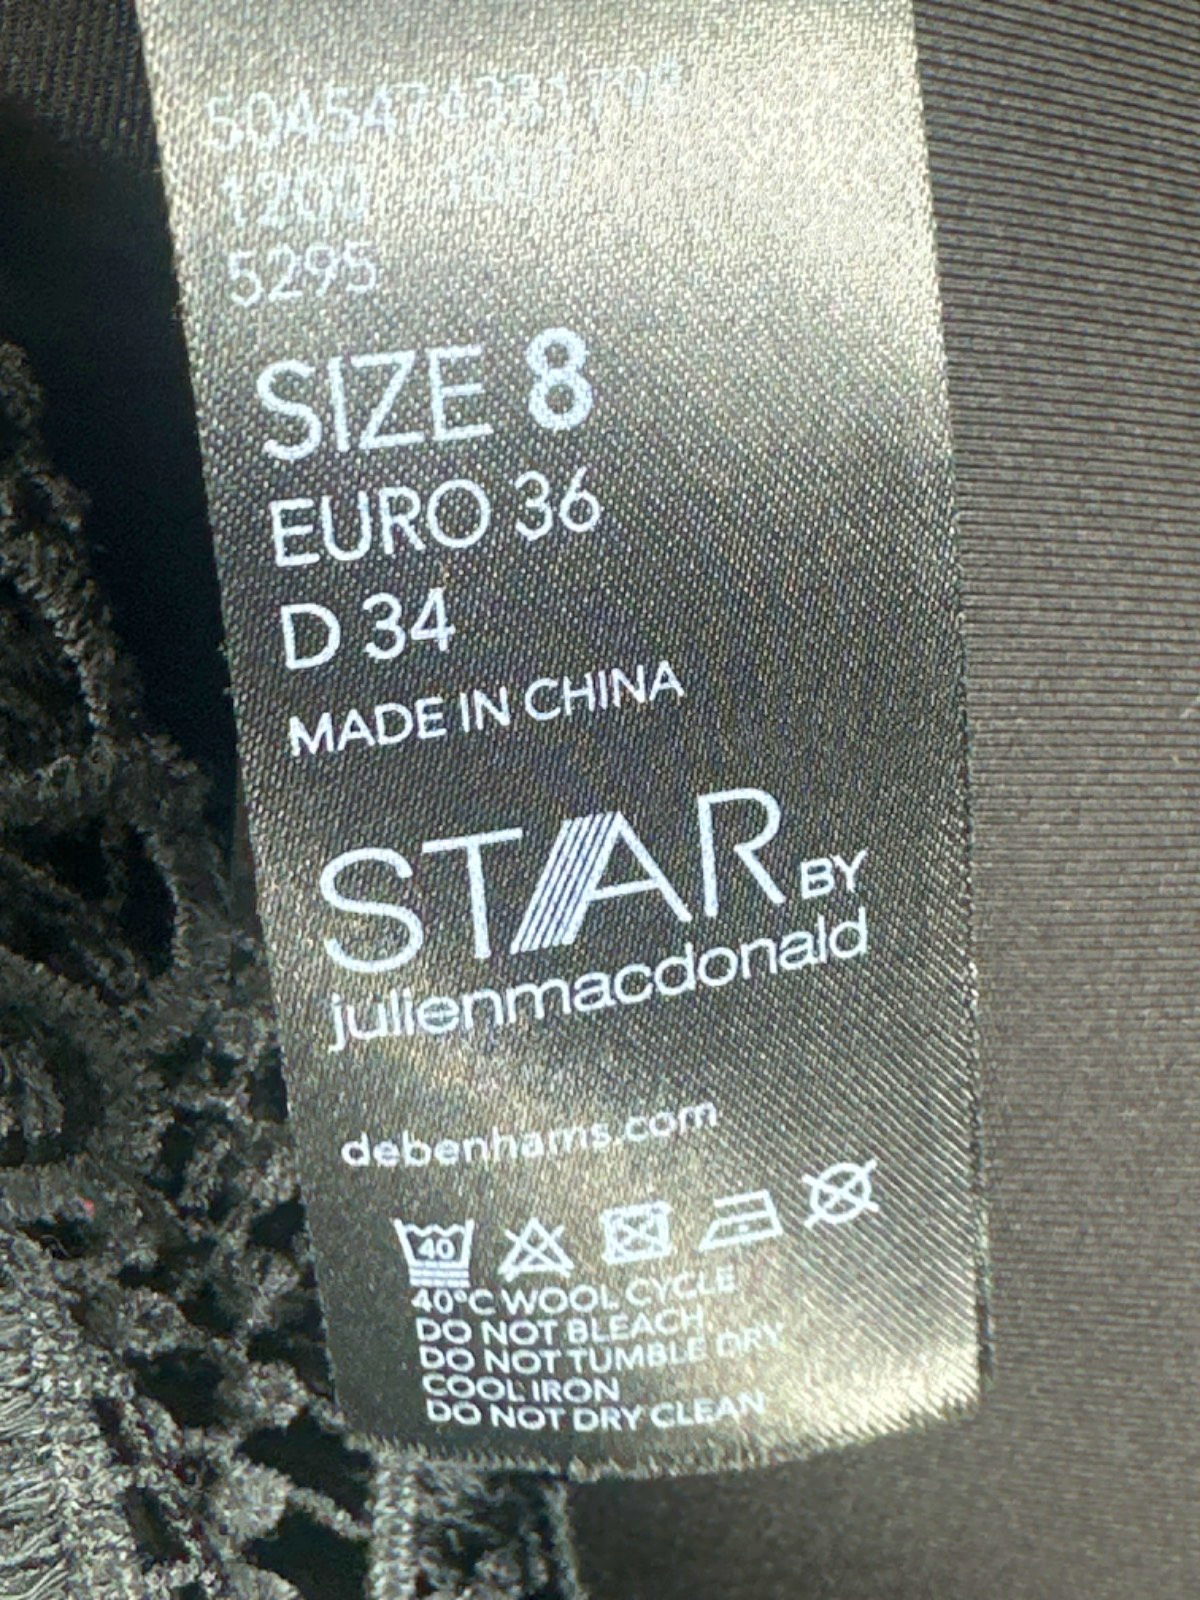 1200
5295
SIZE 8
EURO 36
D 34
MADE IN CHINA
STAR BY
julienmacdonald
debenhams.com
40
40°C WOOL CYCLE
DO NOT BLEACH
DO NOT TUMBLE DRY
COOL IRON
DO NOT DRY CLEAN